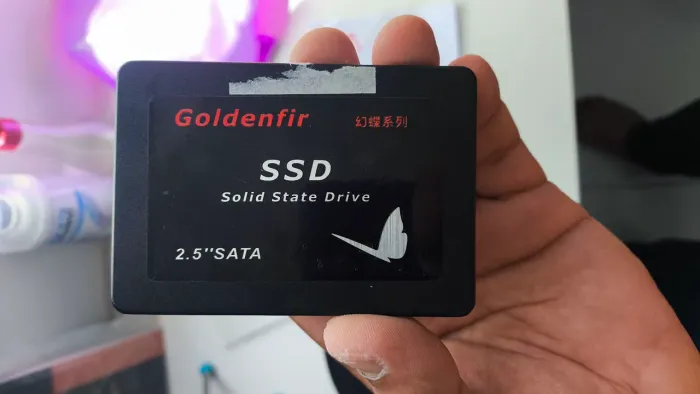 Goldenfir 幻蝶系列
SSD
Solid State Drive
2.5''SATA